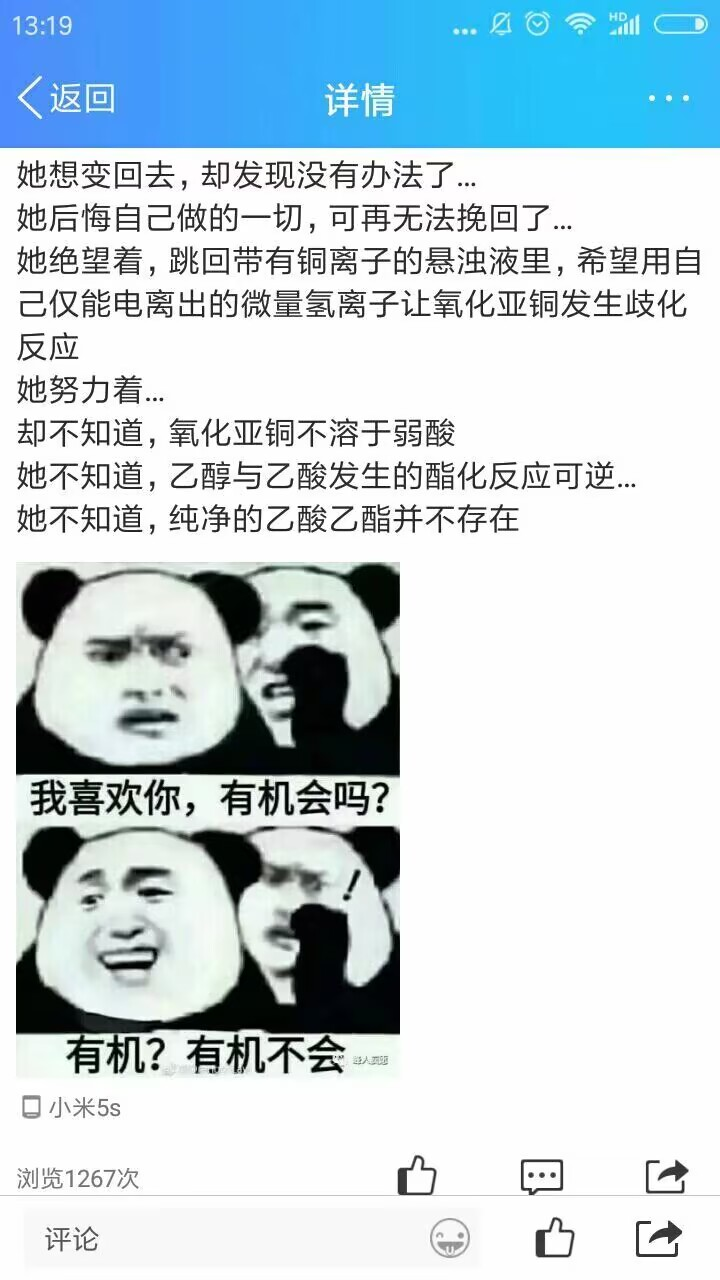 13:19
HD
返回
详情
她想变回去，却发现没有办法了...
她后悔自己做的一切，可再无法挽回了...
她绝望着，跳回带有铜离子的悬浊液里，希望用自
己仅能电离出的微量氢离子让氧化亚铜发生歧化
反应
她努力着...
却不知道，氧化亚铜不溶于弱酸
她不知道，乙醇与乙酸发生的酯化反应可逆...
她不知道，纯净的乙酸乙酯并不存在
我喜欢你，有机会吗？
！
有机？有机不会
小米5s
浏览1267次
评论